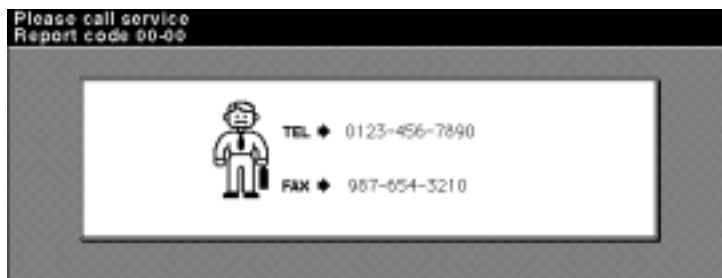 Please call service
Report code 00-00
TEL ◆ 0123-456-7890
FAX ◆ 987-654-3210